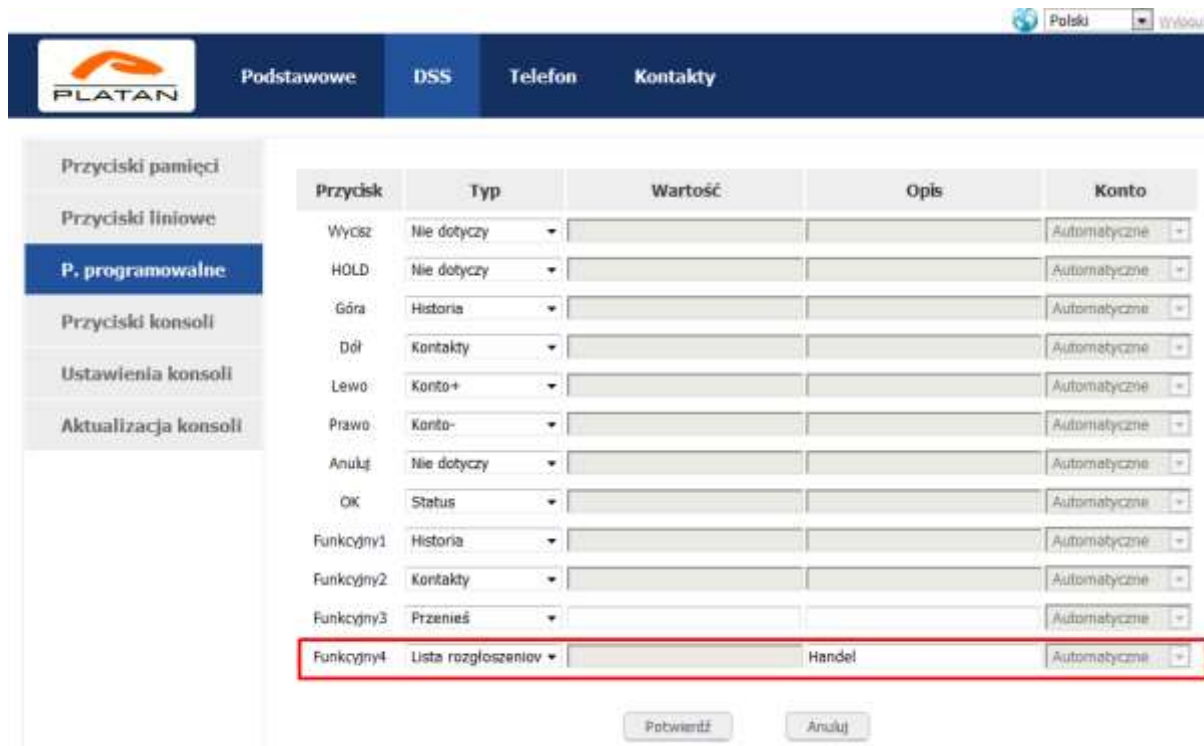 Polski Wyloguj
PLATAN
Podstawowe DSS Telefon Kontakty
Przyciski pamięci
Przyciski liniowe
P. programowalne
Przyciski konsoli
Ustawienia konsoli
Aktualizacja konsoli
Przycisk Typ Wartość Opis Konto
Wycisz Nie dotyczy Automatyczne
HOLD Nie dotyczy Automatyczne
Góra Historia Automatyczne
Dół Kontakty Automatyczne
Lewo Konto+ Automatyczne
Prawo Konto- Automatyczne
Anuluj Nie dotyczy Automatyczne
OK Status Automatyczne
Funkcyjny1 Historia Automatyczne
Funkcyjny2 Kontakty Automatyczne
Funkcyjny3 Przenieś Automatyczne
Funkcyjny4 Lista rozgłoszeniov Handel Automatyczne
Potwierdź Anuluj